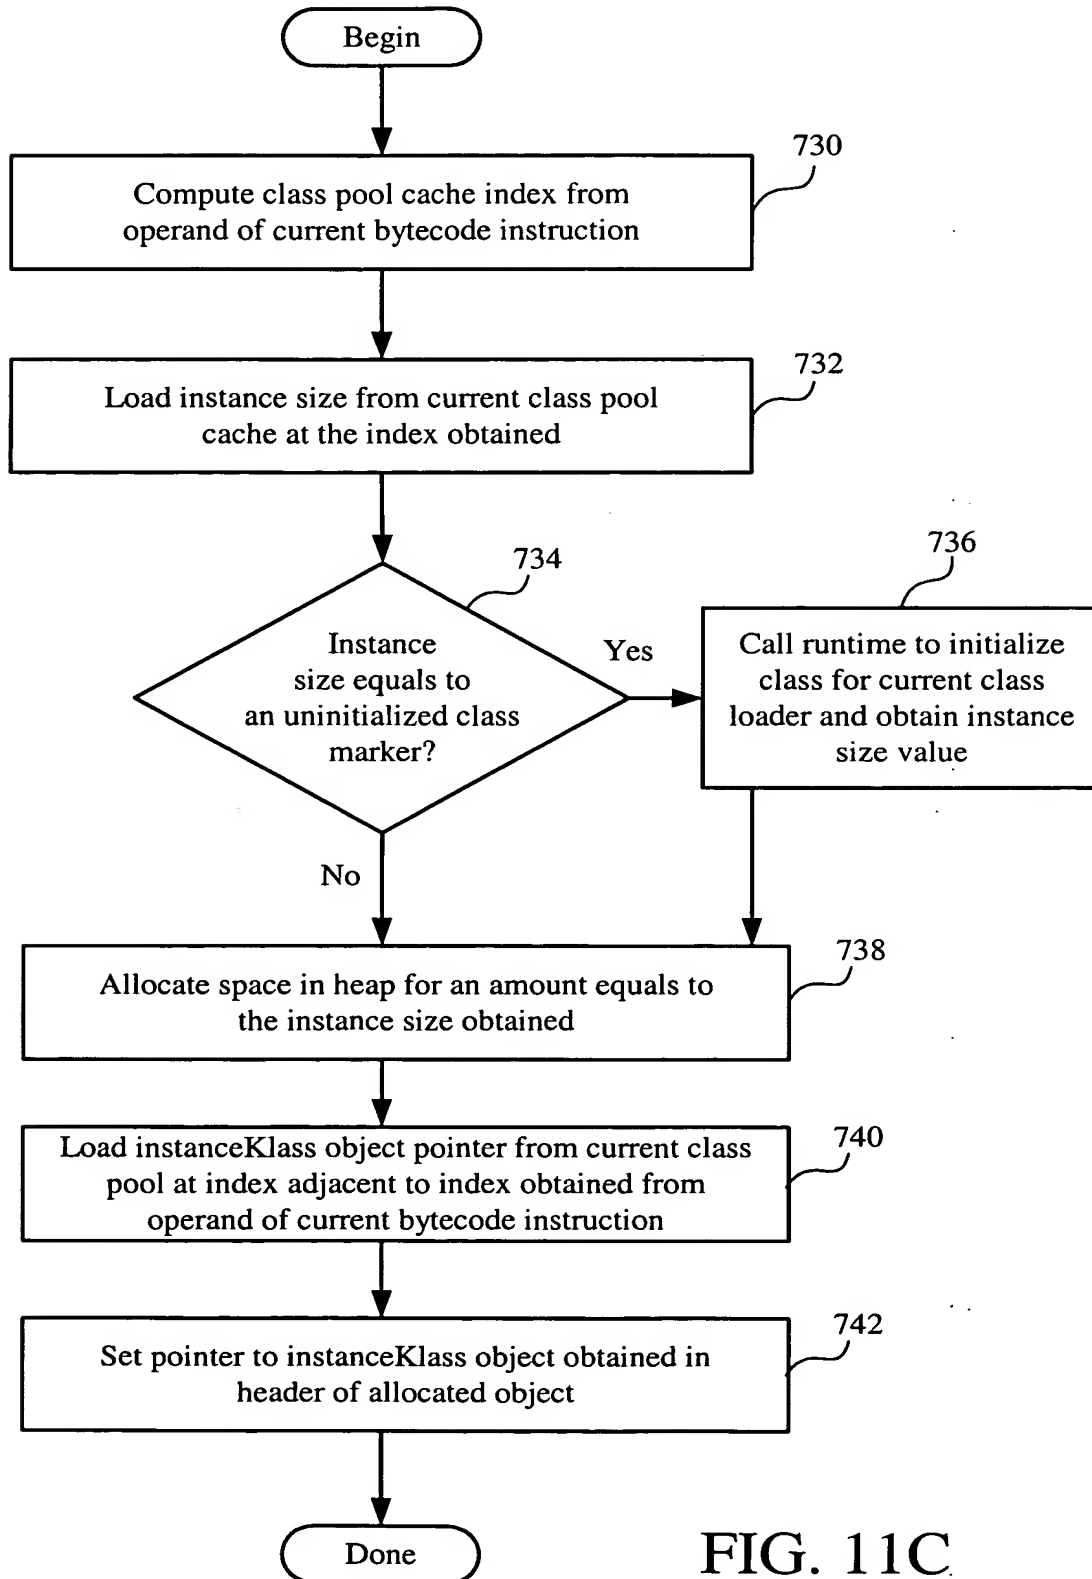 Begin
730
Compute class pool cache index from
operand of current bytecode instruction
732
Load instance size from current class pool
cache at the index obtained
734
736
Instance
size equals to
an uninitialized class
marker?
Yes
Call runtime to initialize
class for current class
loader and obtain instance
size value
No
738
Allocate space in heap for an amount equals to
the instance size obtained
740
Load instanceKlass object pointer from current class
pool at index adjacent to index obtained from
operand of current bytecode instruction
742
Set pointer to instanceKlass object obtained in
header of allocated object
Done
FIG. 11C